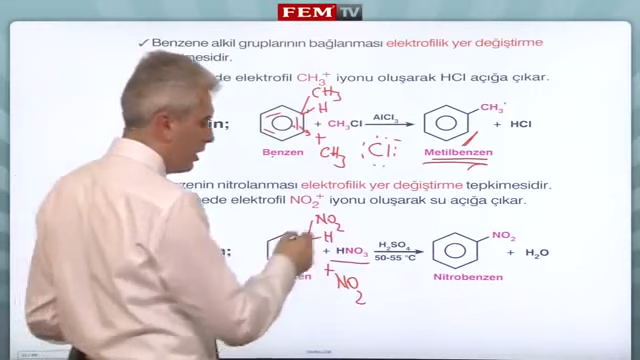 FEM TV
✓ Benzene alkil gruplarının bağlanması elektrofilik yer değiştirme
mesidir.
de elektrofil CH₃⁺ iyonu oluşarak HCl açığa çıkar.
CH₃
H
in;
+ CH₃Cl
AlCl₃
CH₃
+ HCl
+
CH₃
Cl
Benzen
Metilbenzen
zenin nitrolanması elektrofilik yer değiştirme tepkimesidir.
mede elektrofil NO₂⁺ iyonu oluşarak su açığa çıkar.
NO₂
H
+ HNO₃
H₂SO₄
50-55 °C
NO₂
+ H₂O
+
NO₂
Nitrobenzen